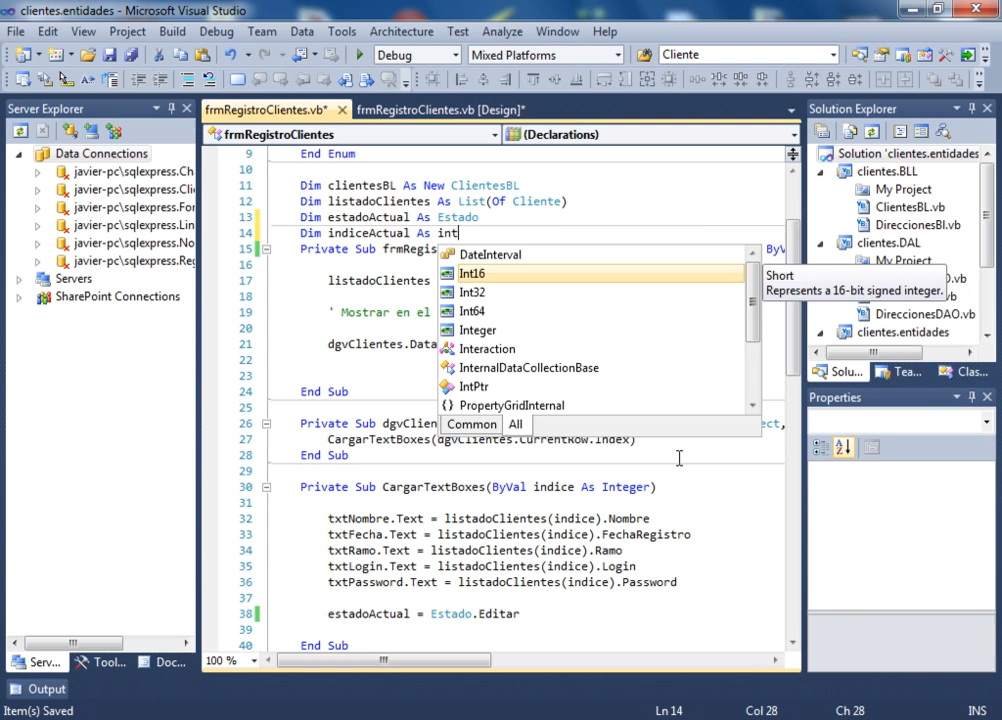 clientes.entidades - Microsoft Visual Studio
File Edit View Project Build Debug Team Data Tools Architecture Test Analyze Window Help
Debug Mixed Platforms Cliente
Server Explorer
Data Connections
javier-pc\sqlexpress.Ch
javier-pc\sqlexpress.Cli
javier-pc\sqlexpress.For
javier-pc\sqlexpress.Lin
javier-pc\sqlexpress.No
javier-pc\sqlexpress.Reg
Servers
SharePoint Connections
Serv... Tool... Doc...
frmRegistroClientes.vb* frmRegistroClientes.vb [Design]*
frmRegistroClientes (Declarations)
9 End Enum
10
11 Dim clientesBL As New ClientesBL
12 Dim listadoClientes As List(Of Cliente)
13 Dim estadoActual As Estado
14 Dim indiceActual As int
15 Private Sub frmRegis ByV
16
17 listadoClientes
18
19 ' Mostrar en el
20
21 dgvClientes.Data
22
23
24 End Sub
25
26 Private Sub dgvClien ect,
27 CargarTextBoxes(dgvClientes.CurrentRow.Index)
28 End Sub
29
30 Private Sub CargarTextBoxes(ByVal indice As Integer)
31
32 txtNombre.Text = listadoClientes(indice).Nombre
33 txtFecha.Text = listadoClientes(indice).FechaRegistro
34 txtRamo.Text = listadoClientes(indice).Ramo
35 txtLogin.Text = listadoClientes(indice).Login
36 txtPassword.Text = listadoClientes(indice).Password
37
38 estadoActual = Estado.Editar
39
40 End Sub
100 %
DateInterval
Int16
Int32
Int64
Integer
Interaction
InternalDataCollectionBase
IntPtr
{} PropertyGridInternal
Common All
Short
Represents a 16-bit signed integer.
Solution Explorer
Solution 'clientes.entidades
clientes.BLL
My Project
ClientesBL.vb
DireccionesBl.vb
clientes.DAL
My Project
O.vb
vb
DireccionesDAO.vb
clientes.entidades
Solu... Tea... Clas...
Properties
Output
Item(s) Saved Ln 14 Col 28 Ch 28 INS